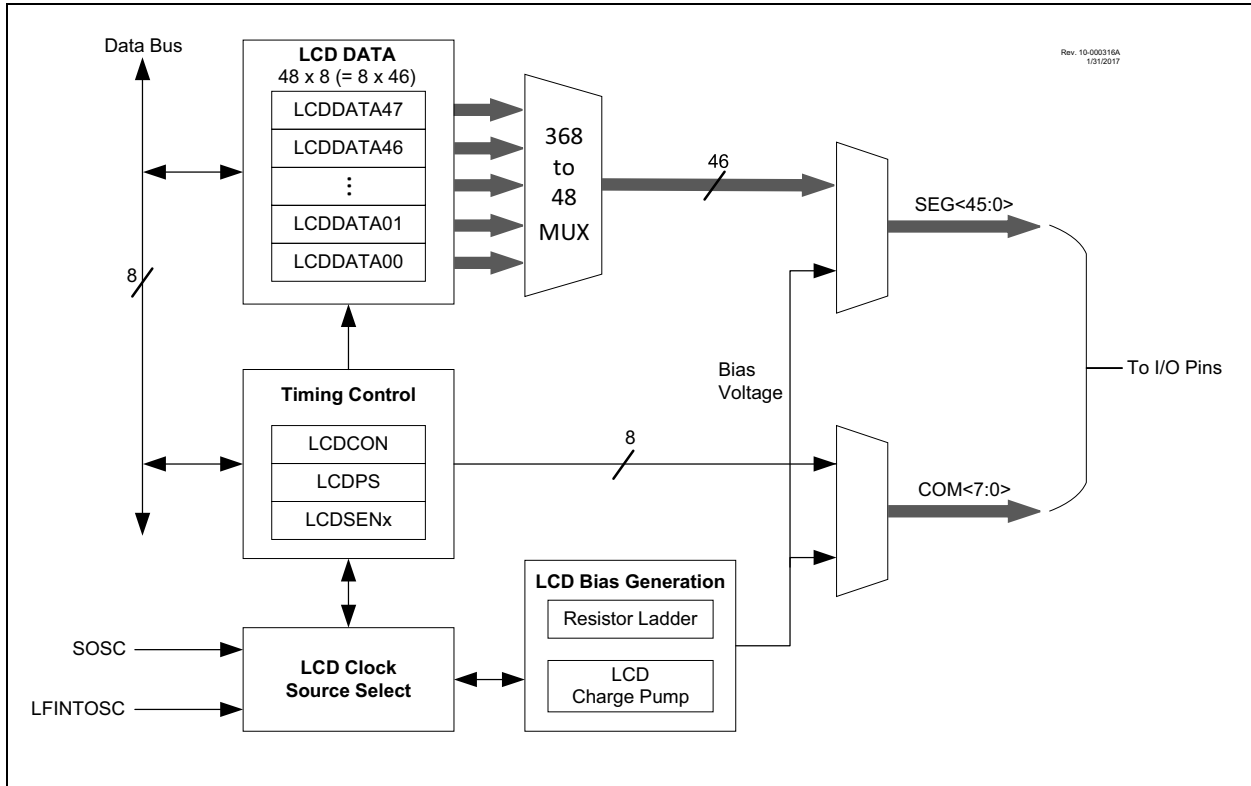 Data Bus
LCD DATA
48 x 8 (= 8 x 46)
LCDDATA47
LCDDATA46
⋮
LCDDATA01
LCDDATA00
8
368
to
48
MUX
46
Rev. 10-000316A
1/31/2017
SEG<45:0>
Timing Control
LCDCON
LCDPS
LCDSENx
8
Bias
Voltage
COM<7:0>
To I/O Pins
SOSC
LFINTOSC
LCD Clock
Source Select
LCD Bias Generation
Resistor Ladder
LCD
Charge Pump